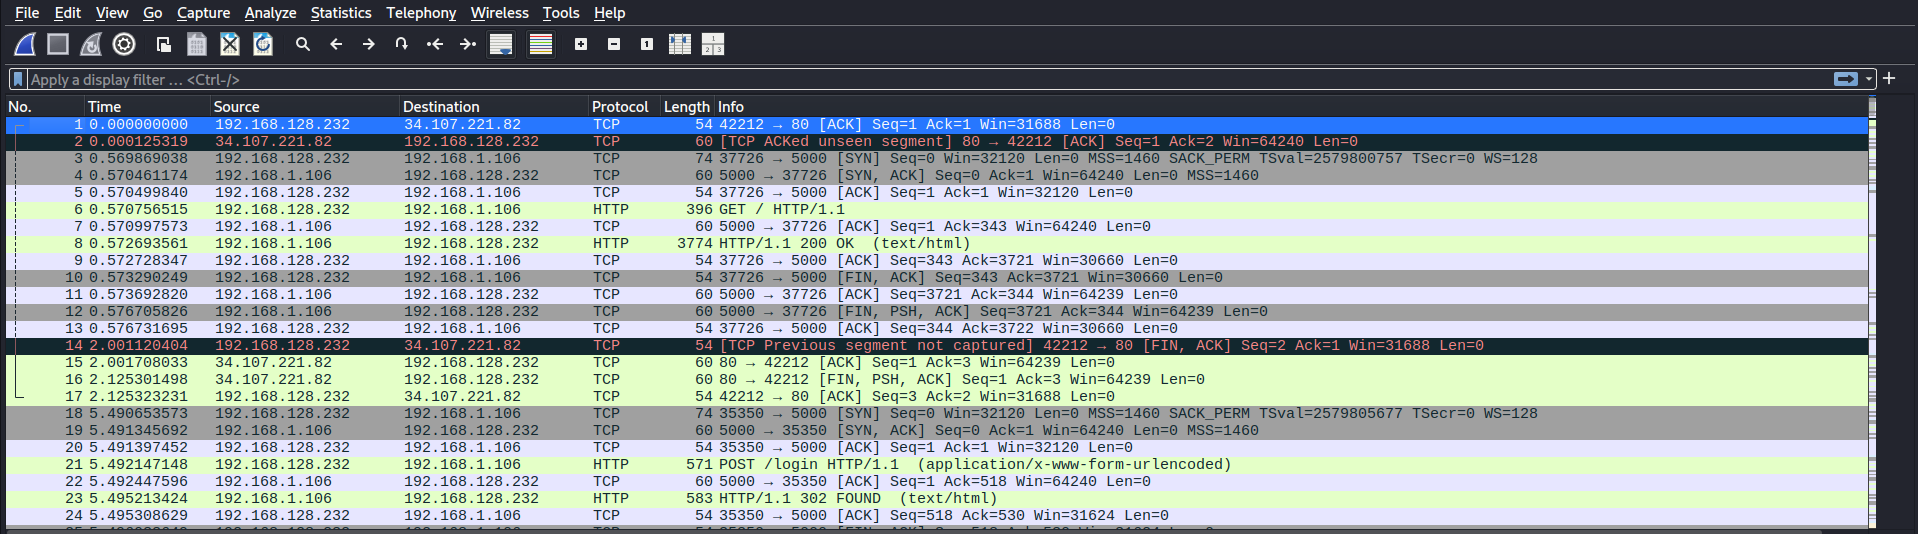 File Edit View Go Capture Analyze Statistics Telephony Wireless Tools Help
Apply a display filter ... <Ctrl-/>
No. Time Source Destination Protocol Length Info
1 0.000000000 192.168.128.232 34.107.221.82 TCP 54 42212 → 80 [ACK] Seq=1 Ack=1 Win=31688 Len=0
2 0.000125319 34.107.221.82 192.168.128.232 TCP 60 [TCP ACKed unseen segment] 80 → 42212 [ACK] Seq=1 Ack=2 Win=64240 Len=0
3 0.569869038 192.168.128.232 192.168.1.106 TCP 74 37726 → 5000 [SYN] Seq=0 Win=32120 Len=0 MSS=1460 SACK_PERM TSval=2579800757 TSecr=0 WS=128
4 0.570461174 192.168.1.106 192.168.128.232 TCP 60 5000 → 37726 [SYN, ACK] Seq=0 Ack=1 Win=64240 Len=0 MSS=1460
5 0.570499840 192.168.128.232 192.168.1.106 TCP 54 37726 → 5000 [ACK] Seq=1 Ack=1 Win=32120 Len=0
6 0.570756515 192.168.128.232 192.168.1.106 HTTP 396 GET / HTTP/1.1
7 0.570997573 192.168.1.106 192.168.128.232 TCP 60 5000 → 37726 [ACK] Seq=1 Ack=343 Win=64240 Len=0
8 0.572693561 192.168.1.106 192.168.128.232 HTTP 3774 HTTP/1.1 200 OK (text/html)
9 0.572728347 192.168.128.232 192.168.1.106 TCP 54 37726 → 5000 [ACK] Seq=343 Ack=3721 Win=30660 Len=0
10 0.573290249 192.168.128.232 192.168.1.106 TCP 54 37726 → 5000 [FIN, ACK] Seq=343 Ack=3721 Win=30660 Len=0
11 0.573692820 192.168.1.106 192.168.128.232 TCP 60 5000 → 37726 [ACK] Seq=3721 Ack=344 Win=64239 Len=0
12 0.576705826 192.168.1.106 192.168.128.232 TCP 60 5000 → 37726 [FIN, PSH, ACK] Seq=3721 Ack=344 Win=64239 Len=0
13 0.576731695 192.168.128.232 192.168.1.106 TCP 54 37726 → 5000 [ACK] Seq=344 Ack=3722 Win=30660 Len=0
14 2.001120404 192.168.128.232 34.107.221.82 TCP 54 [TCP Previous segment not captured] 42212 → 80 [FIN, ACK] Seq=2 Ack=1 Win=31688 Len=0
15 2.001708033 34.107.221.82 192.168.128.232 TCP 60 80 → 42212 [ACK] Seq=1 Ack=3 Win=64239 Len=0
16 2.125301498 34.107.221.82 192.168.128.232 TCP 60 80 → 42212 [FIN, PSH, ACK] Seq=1 Ack=3 Win=64239 Len=0
17 2.125323231 192.168.128.232 34.107.221.82 TCP 54 42212 → 80 [ACK] Seq=3 Ack=2 Win=31688 Len=0
18 5.490653573 192.168.128.232 192.168.1.106 TCP 74 35350 → 5000 [SYN] Seq=0 Win=32120 Len=0 MSS=1460 SACK_PERM TSval=2579805677 TSecr=0 WS=128
19 5.491345692 192.168.1.106 192.168.128.232 TCP 60 5000 → 35350 [SYN, ACK] Seq=0 Ack=1 Win=64240 Len=0 MSS=1460
20 5.491397452 192.168.128.232 192.168.1.106 TCP 54 35350 → 5000 [ACK] Seq=1 Ack=1 Win=32120 Len=0
21 5.492147148 192.168.128.232 192.168.1.106 HTTP 571 POST /login HTTP/1.1 (application/x-www-form-urlencoded)
22 5.492447596 192.168.1.106 192.168.128.232 TCP 60 5000 → 35350 [ACK] Seq=1 Ack=518 Win=64240 Len=0
23 5.495213424 192.168.1.106 192.168.128.232 HTTP 583 HTTP/1.1 302 FOUND (text/html)
24 5.495308629 192.168.128.232 192.168.1.106 TCP 54 35350 → 5000 [ACK] Seq=518 Ack=530 Win=31624 Len=0